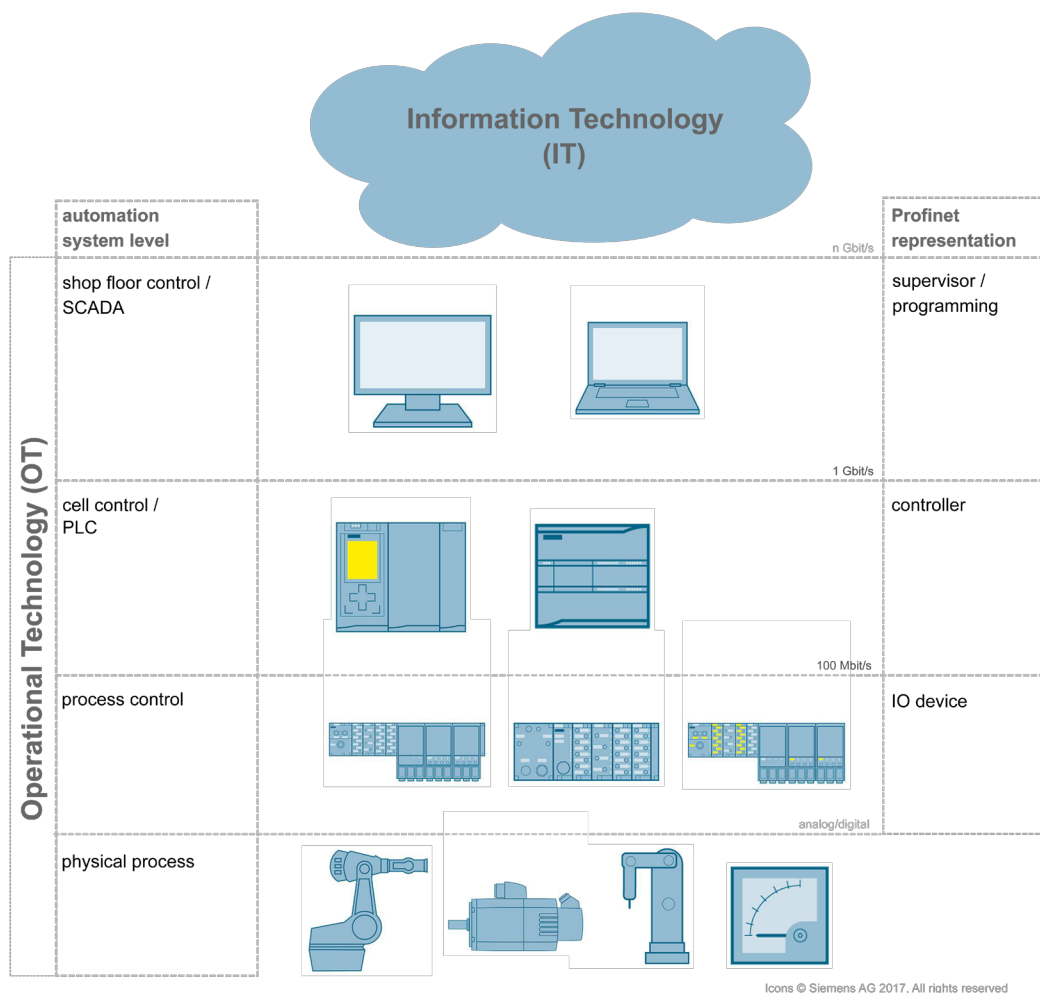 Information Technology
(IT)
automation
system level
Profinet
representation
n Gbit/s
Operational Technology (OT)
shop floor control /
SCADA
supervisor /
programming
1 Gbit/s
cell control /
PLC
controller
100 Mbit/s
process control
IO device
analog/digital
physical process
Icons © Siemens AG 2017. All rights reserved